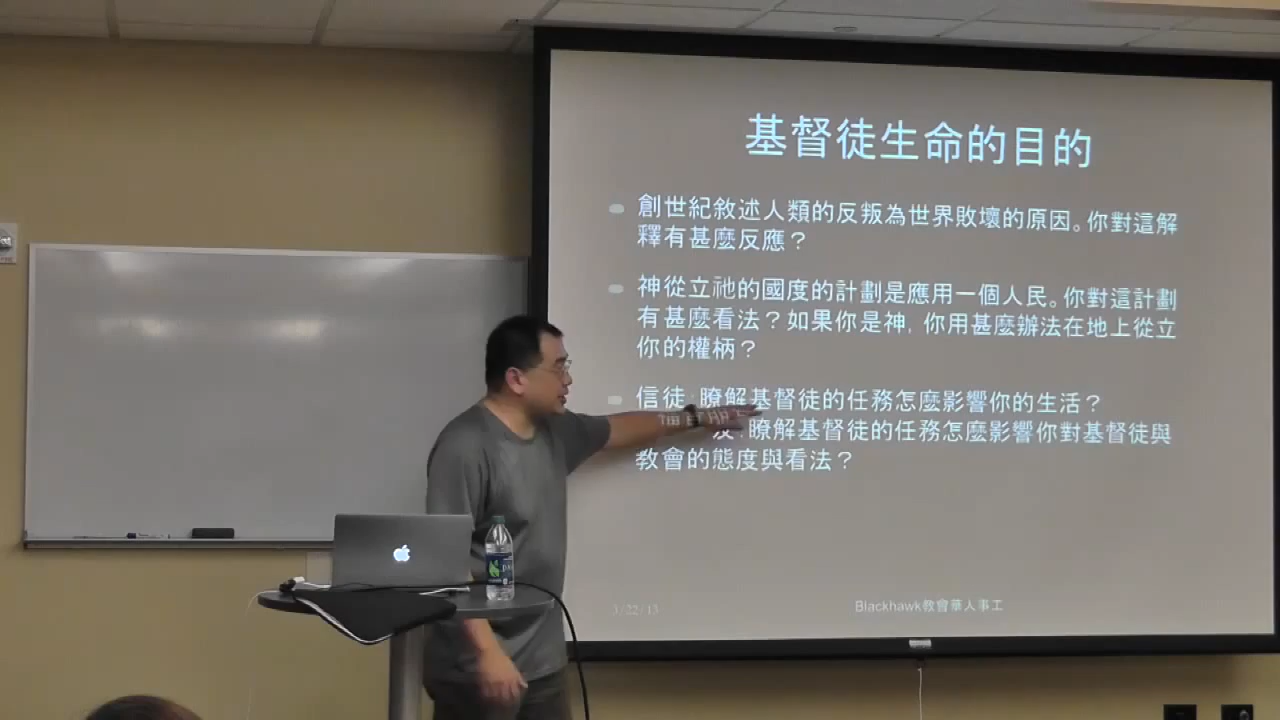 基督徒生命的目的
創世紀敘述人類的反叛為世界敗壞的原因。你對這解
釋有甚麼反應？
神從立祂的國度的計劃是應用一個人民。你對這計劃
有甚麼看法？如果你是神, 你用甚麼辦法在地上從立
你的權柄？
信徒：瞭解基督徒的任務怎麼影響你的生活？
瞭解基督徒的任務怎麼影響你對基督徒與
教會的態度與看法？
3/22/13
Blackhawk教會華人事工